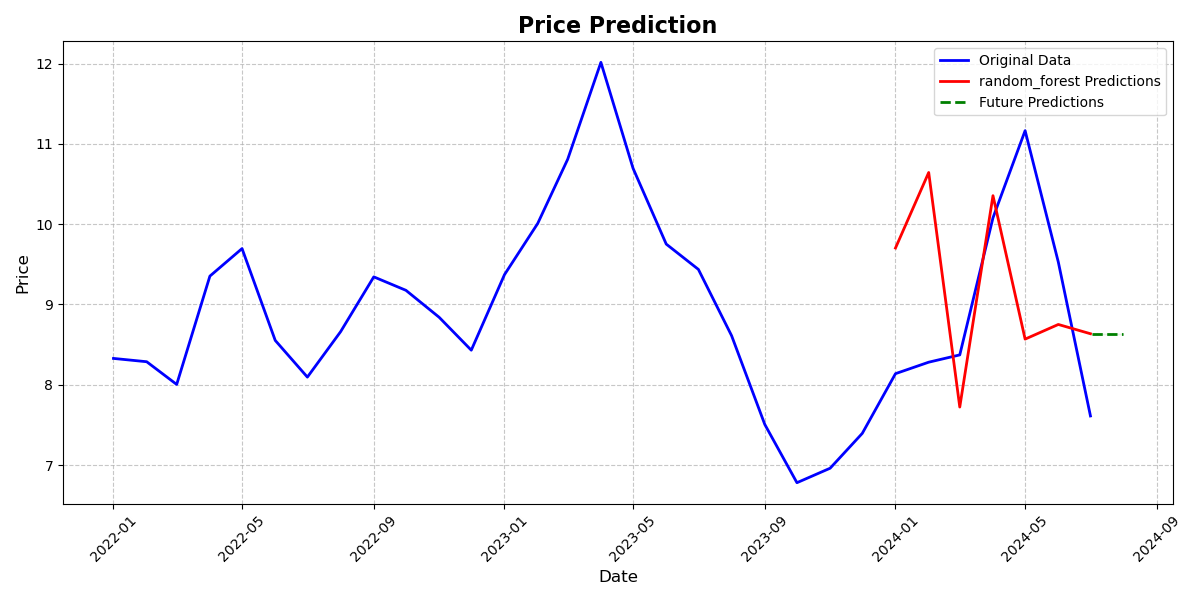 Price Prediction
Original Data
random_forest Predictions
Future Predictions
12
11
10
9
8
7
Price
2022-01
2022-05
2022-09
2023-01
2023-05
2023-09
2024-01
2024-05
2024-09
Date